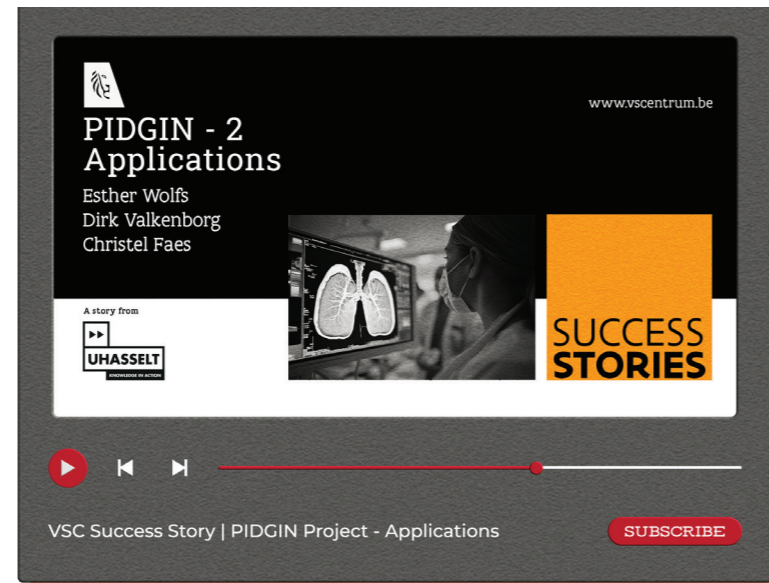 www.vscentrum.be
PIDGIN - 2
Applications
Esther Wolfs
Dirk Valkenborg
Christel Faes
A story from
UHASSELT
KNOWLEDGE IN ACTION
SUCCESS
STORIES
VSC Success Story | PIDGIN Project - Applications
SUBSCRIBE